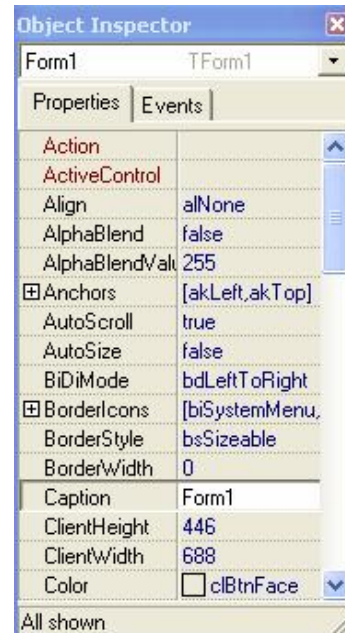 Object Inspector
Form1 TForm1
Properties Events
Action
ActiveControl
Align alNone
AlphaBlend false
AlphaBlendValu 255
Anchors [akLeft,akTop]
AutoScroll true
AutoSize false
BiDiMode bdLeftToRight
BorderIcons [biSystemMenu,
BorderStyle bsSizeable
BorderWidth 0
Caption Form1
ClientHeight 446
ClientWidth 688
Color clBtnFace
All shown